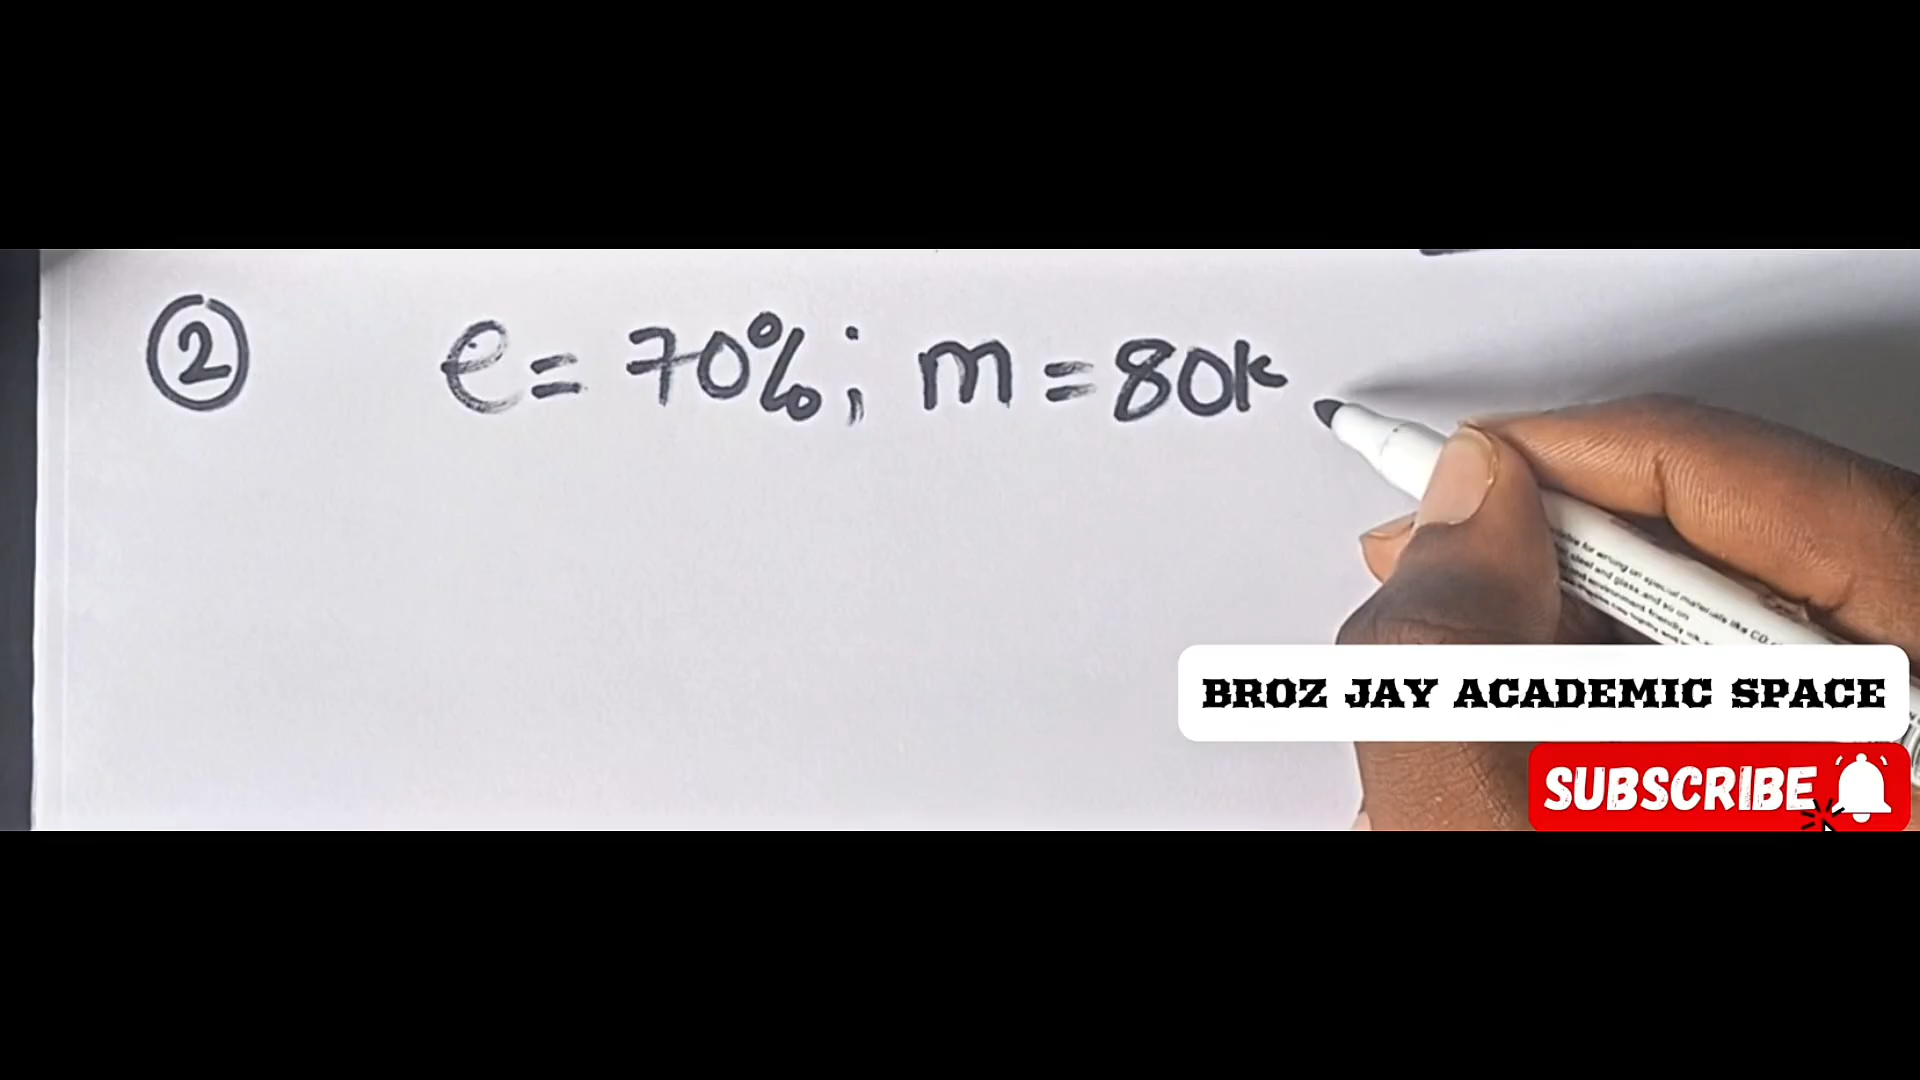 ② e = 70%; m = 80k
BROZ JAY ACADEMIC SPACE
SUBSCRIBE